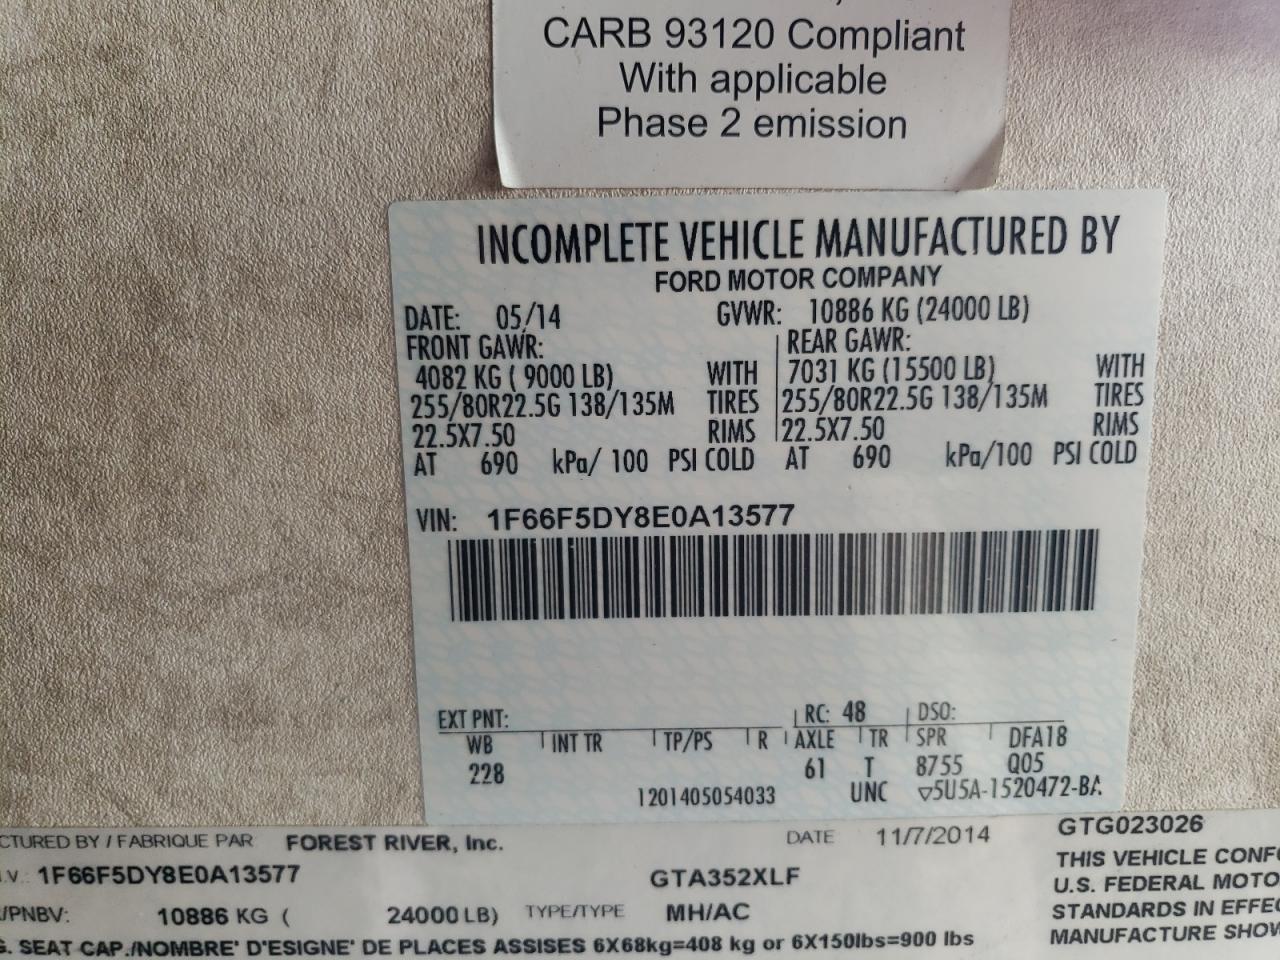 CARB 93120 Compliant
With applicable
Phase 2 emission
INCOMPLETE VEHICLE MANUFACTURED BY
FORD MOTOR COMPANY
DATE: 05/14 GVWR: 10886 KG (24000 LB)
FRONT GAWR: REAR GAWR:
4082 KG ( 9000 LB) WITH 7031 KG (15500 LB) WITH
255/80R22.5G 138/135M TIRES 255/80R22.5G 138/135M TIRES
22.5X7.50 RIMS 22.5X7.50 RIMS
AT 690 kPa/ 100 PSI COLD AT 690 kPa/100 PSI COLD
VIN: 1F66F5DY8E0A13577
EXT PNT: RC: 48 DSO:
WB INT TR TP/PS R AXLE TR SPR DFA18
228 61 T 8755 Q05
1201405054033 UNC ▽5U5A-1520472-BA
CTURED BY / FABRIQUE PAR FOREST RIVER, Inc. DATE 11/7/2014 GTG023026
.V.: 1F66F5DY8E0A13577 GTA352XLF THIS VEHICLE CONFO
U.S. FEDERAL MOTO
/PNBV: 10886 KG ( 24000 LB) TYPE/TYPE MH/AC STANDARDS IN EFFEC
G. SEAT CAP./NOMBRE' D'ESIGNE' DE PLACES ASSISES 6X68kg=408 kg or 6X150lbs=900 lbs MANUFACTURE SHOW